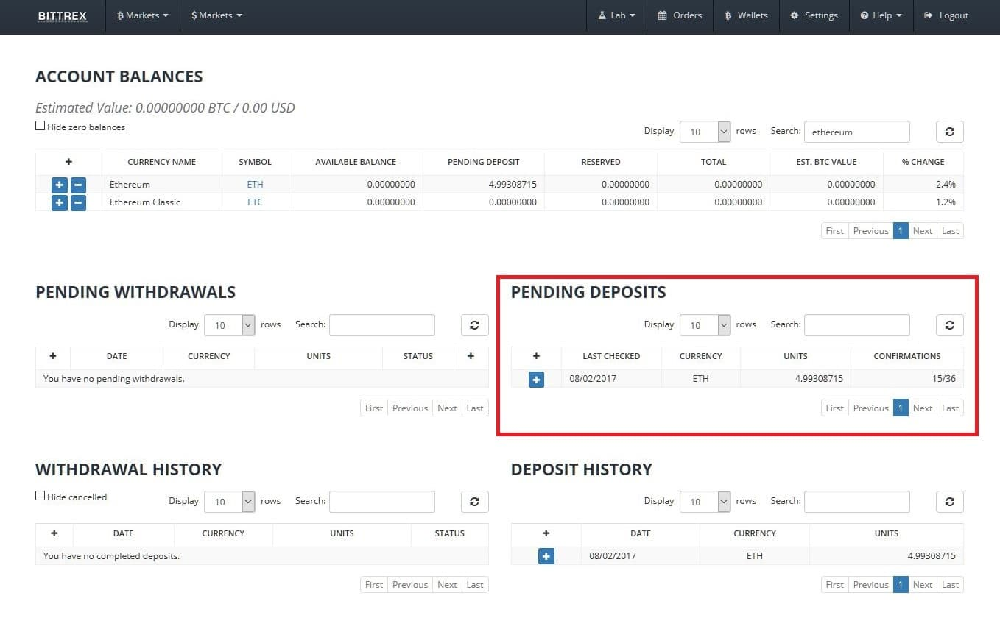 BITTREX Markets $ Markets Lab Orders Wallets Settings Help Logout
ACCOUNT BALANCES
Estimated Value: 0.00000000 BTC / 0.00 USD
Hide zero balances
Display 10 rows Search: ethereum
+ CURRENCY NAME SYMBOL AVAILABLE BALANCE PENDING DEPOSIT RESERVED TOTAL EST. BTC VALUE % CHANGE
+ − Ethereum ETH 0.00000000 4.99308715 0.00000000 0.00000000 0.00000000 -2.4%
+ − Ethereum Classic ETC 0.00000000 0.00000000 0.00000000 0.00000000 0.00000000 1.2%
First Previous 1 Next Last
PENDING WITHDRAWALS
Display 10 rows Search:
+ DATE CURRENCY UNITS STATUS +
You have no pending withdrawals.
First Previous Next Last
PENDING DEPOSITS
Display 10 rows Search:
+ LAST CHECKED CURRENCY UNITS CONFIRMATIONS
+ 08/02/2017 ETH 4.99308715 15/36
First Previous 1 Next Last
WITHDRAWAL HISTORY
Hide cancelled Display 10 rows Search:
+ DATE CURRENCY UNITS STATUS
You have no completed deposits.
First Previous Next Last
DEPOSIT HISTORY
Display 10 rows Search:
+ DATE CURRENCY UNITS
+ 08/02/2017 ETH 4.99308715
First Previous 1 Next Last